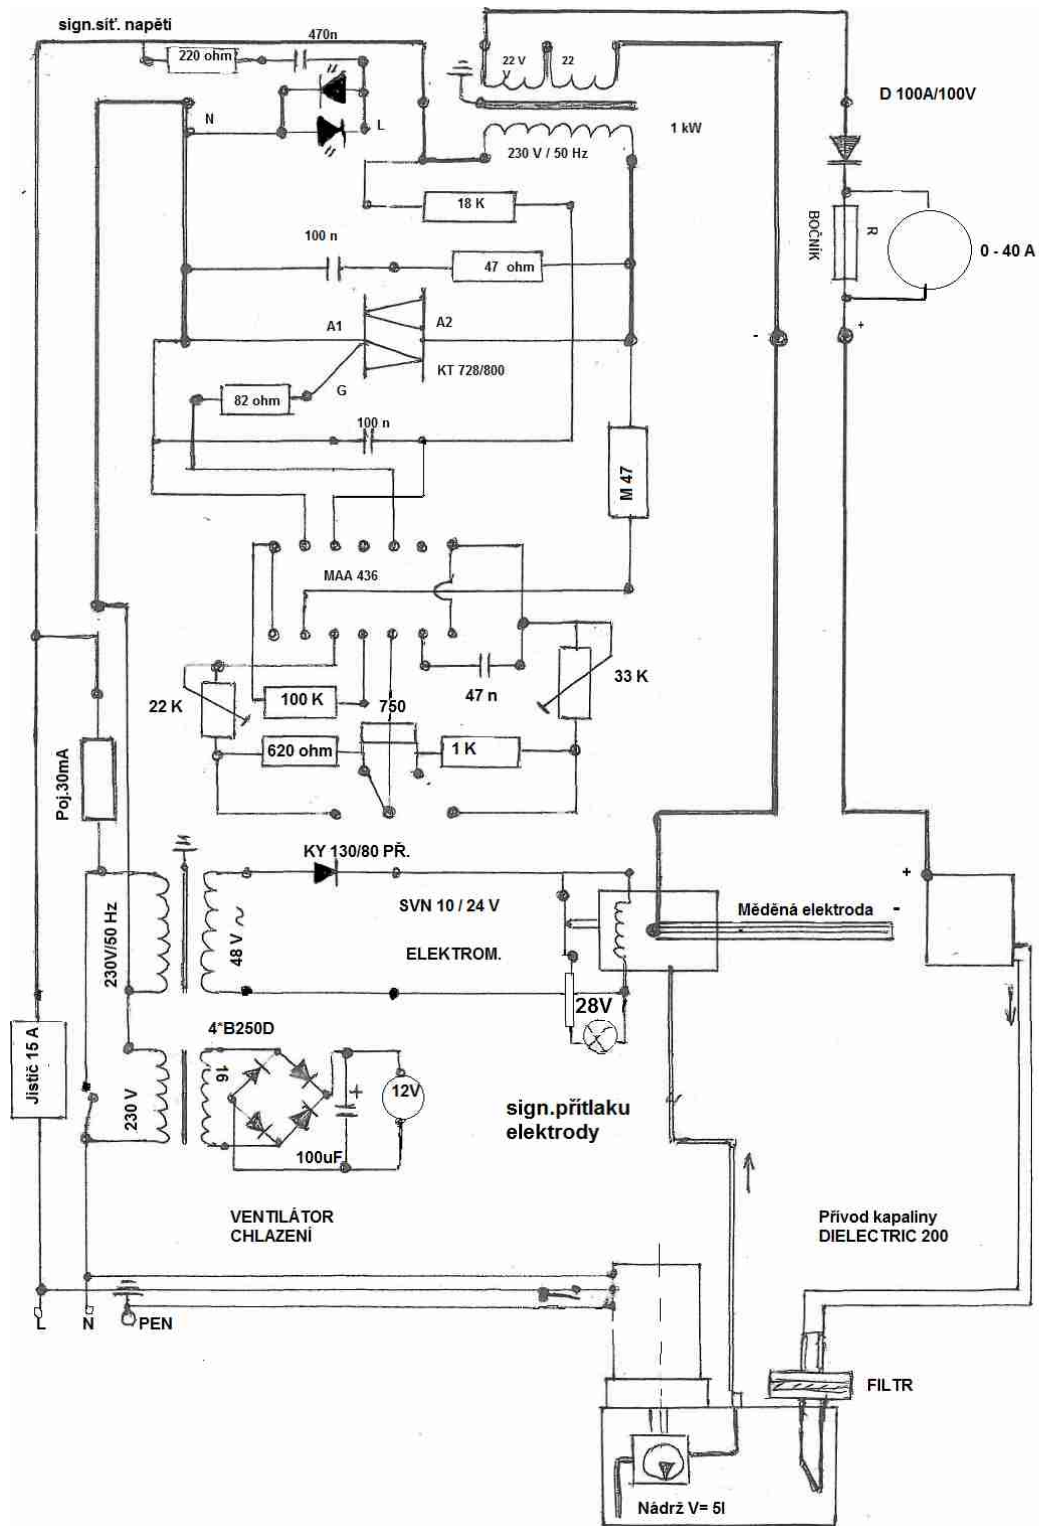 sign.síť. napěti
470n
220 ohm
22 V
22
D 100A/100V
N
L
1 kW
230 V / 50 Hz
18 K
BOČNÍK
R
100 n
47 ohm
0 - 40 A
A1
A2
+
-
KT 728/800
G
82 ohm
100 n
M 47
MAA 436
33 K
47 n
22 K
100 K
750
620 ohm
1 K
Poj.30mA
KY 130/80 PŘ.
+
SVN 10 / 24 V
Měděná elektroda
-
230V/50 Hz
48 V ~
ELEKTROM.
28V
4*B250D
Jistič 15 A
230 V
16
+
12V
sign.přítlaku
elektrody
100uF
VENTILÁTOR
CHLAZENÍ
Přívod kapaliny
DIELECTRIC 200
L
N
PEN
FILTR
Nádrž V= 5l